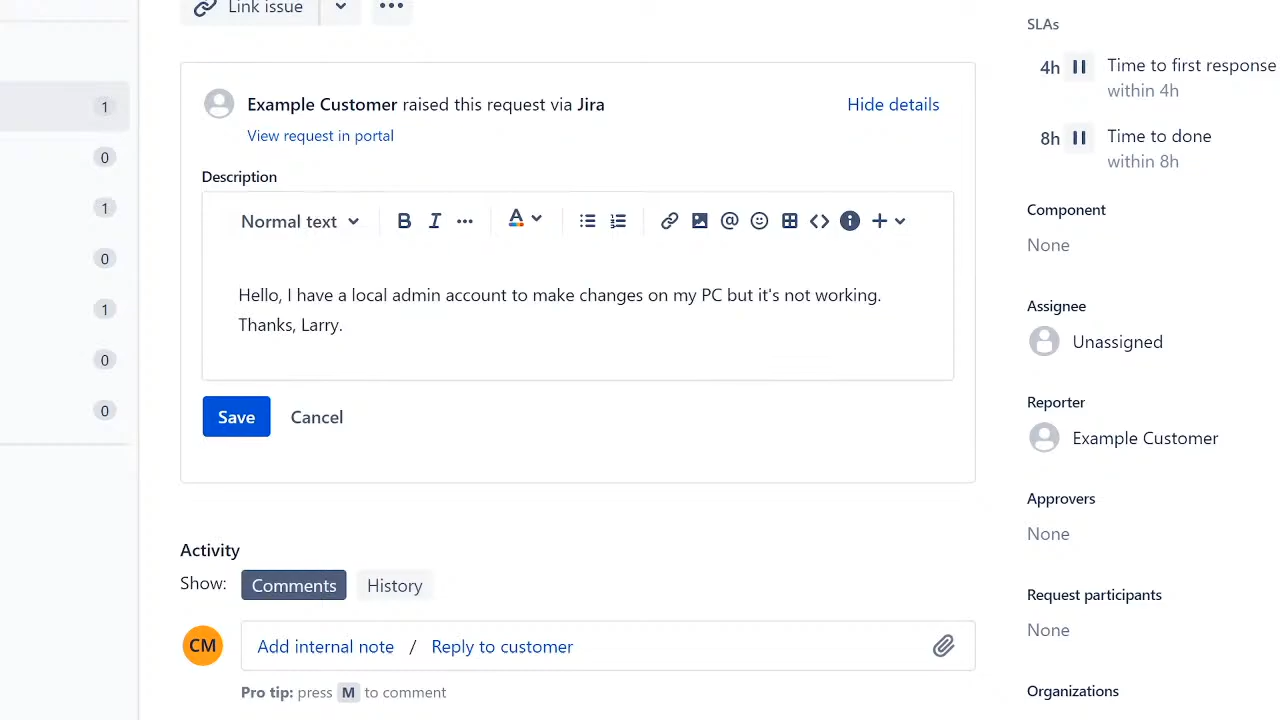 Link issue
1
0
1
0
1
0
0
Example Customer raised this request via Jira
Hide details
View request in portal
Description
Normal text
B I A
Hello, I have a local admin account to make changes on my PC but it's not working.
Thanks, Larry.
Save Cancel
Activity
Show: Comments History
CM Add internal note / Reply to customer
Pro tip: press M to comment
SLAs
4h Time to first response
within 4h
8h Time to done
within 8h
Component
None
Assignee
Unassigned
Reporter
Example Customer
Approvers
None
Request participants
None
Organizations